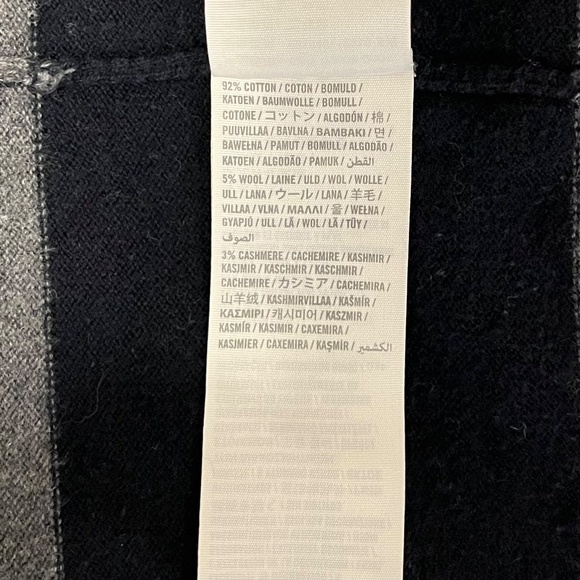 92% COTTON / COTON / BOMULD /
KATOEN / BAUMWOLLE / BOMULL /
COTONE / コットン / ALGODÓN / 棉 /
PUUVILLAA / BAVLNA / BAMBAKI / 면 /
BAWEŁNA / PAMUT / BOMULL / ALGODÃO /
KATOEN / ALGODÃO / PAMUK / القطن
5% WOOL / LAINE / ULD / WOL / WOLLE /
ULL / LANA / ウール / LANA / 羊毛 /
VILLAA / VLNA / ΜΑΛΛΙ / 울 / WEŁNA /
GYAPJÚ / ULL / LÃ / WOL / LÃ / TÜY /
الصوف
3% CASHMERE / CACHEMIRE / KASHMIR /
KASJMIR / KASCHMIR / KASCHMIR /
CACHEMIRE / カシミア / CACHEMIRA /
山羊绒 / KASHMIRVILLAA / KAŠMÍR /
ΚΑΣΜΙΡΙ / 캐시미어 / KASZMIR /
KASMÍR / KASJMIR / CAXEMIRA /
KASJMIER / CAXEMIRA / KAŞMİR / الكشمير